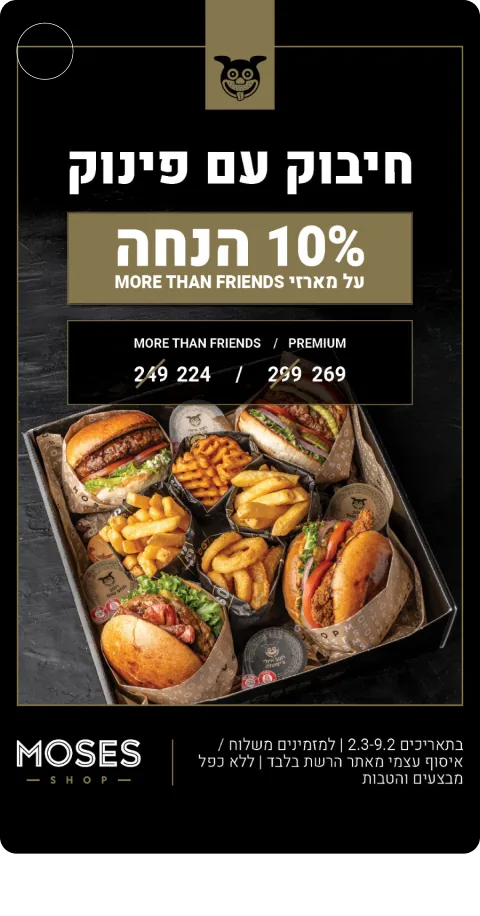 חיבוק עם פינוק
10% הנחה
על מארזי MORE THAN FRIENDS
MORE THAN FRIENDS / PREMIUM
249 224 / 299 269
MOSES
SHOP
בתאריכים 2.3-9.2 | למזמינים משלוח /
איסוף עצמי מאתר הרשת בלבד | ללא כפל
מבצעים והטבות